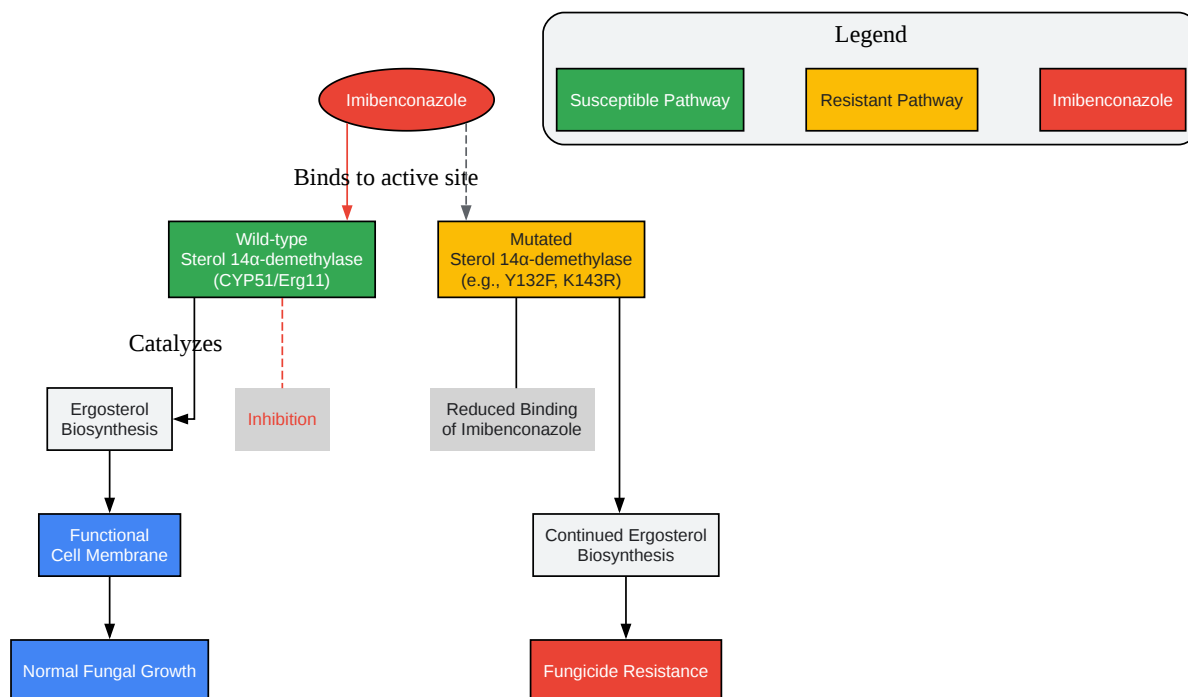 Legend
Susceptible Pathway
Resistant Pathway
Imibenconazole
Imibenconazole
Binds to active site
Wild-type
Sterol 14α-demethylase
(CYP51/Erg11)
Mutated
Sterol 14α-demethylase
(e.g., Y132F, K143R)
Catalyzes
Ergosterol
Biosynthesis
Inhibition
Reduced Binding
of Imibenconazole
Functional
Cell Membrane
Continued Ergosterol
Biosynthesis
Normal Fungal Growth
Fungicide Resistance